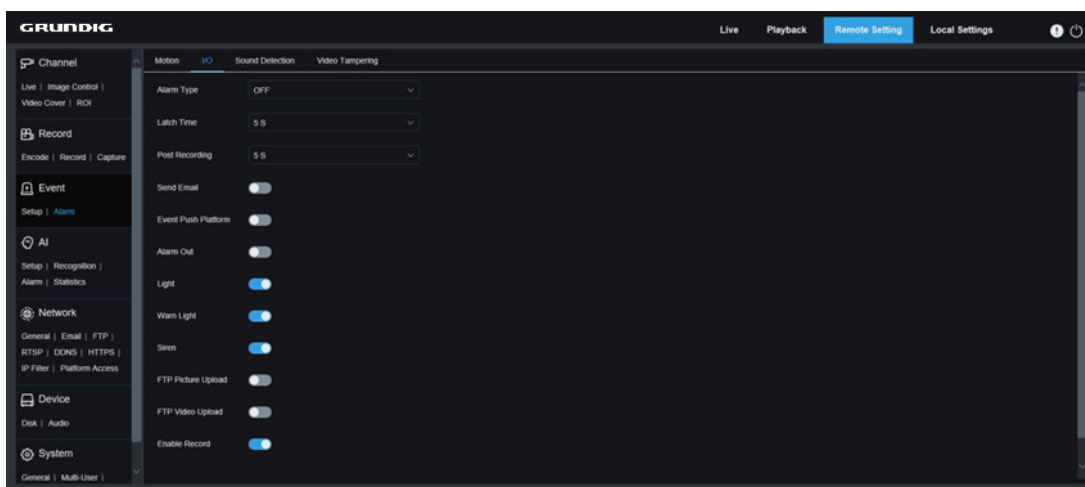 GRUNDIG
Live Playback Remote Setting Local Settings
Channel
Live | Image Control |
Video Cover | ROI
Record
Encode | Record | Capture
Event
Setup | Alarm
AI
Setup | Recognition |
Alarm | Statistics
Network
General | Email | FTP |
RTSP | DDNS | HTTPS |
IP Filter | Platform Access
Device
Disk | Audio
System
General | Multi-User |
Motion I/O Sound Detection Video Tampering
Alarm Type OFF
Latch Time 5 S
Post Recording 5 S
Send Email
Event Push Platform
Alarm Out
Light
Warn Light
Siren
FTP Picture Upload
FTP Video Upload
Enable Record